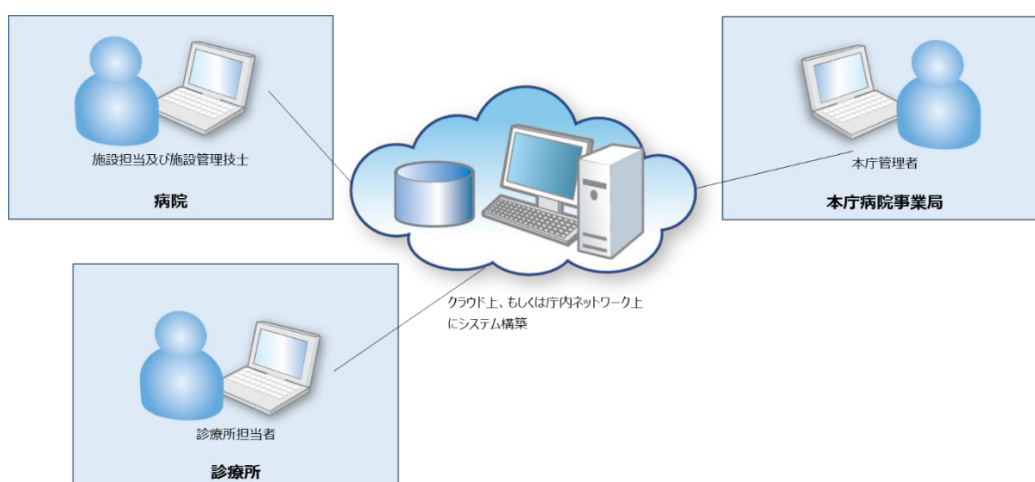 施設担当及び施設管理技士
病院
本庁管理者
本庁病院事業局
クラウド上、もしくは庁内ネットワーク上
にシステム構築
診療所担当者
診療所